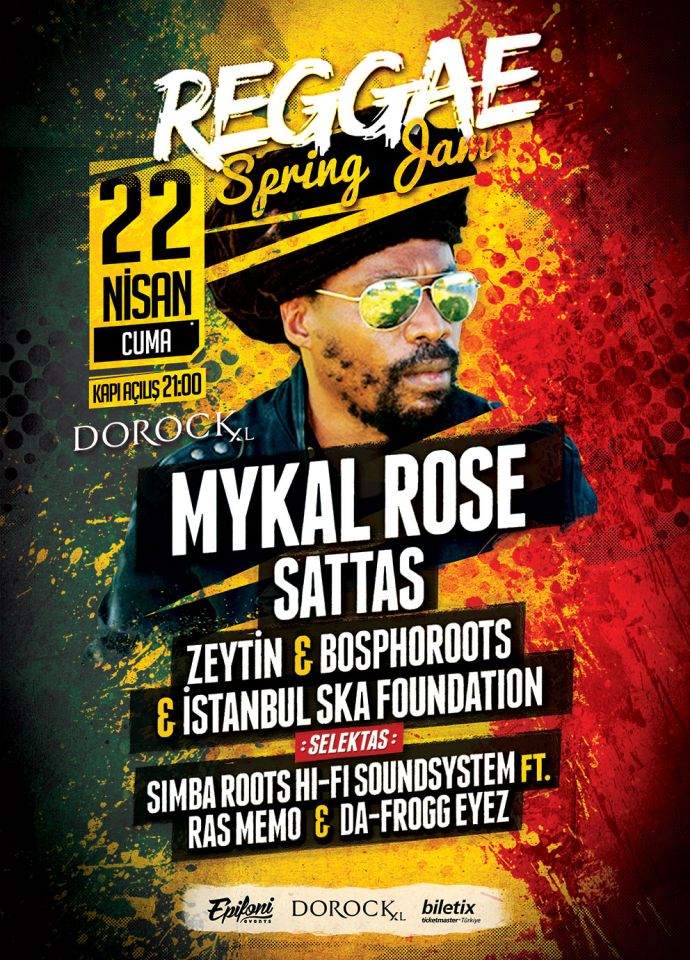 REGGAE
Spring Jam
22
NİSAN
CUMA
KAPI AÇILIŞ 21:00
DOROCK XL
MYKAL ROSE
SATTAS
ZEYTİN & BOSPHOROOTS
& İSTANBUL SKA FOUNDATION
: SELEKTAS :
SIMBA ROOTS HI-FI SOUNDSYSTEM FT.
RAS MEMO & DA-FROGG EYEZ
Epifoni events DOROCK XL biletix
ticketmaster Türkiye